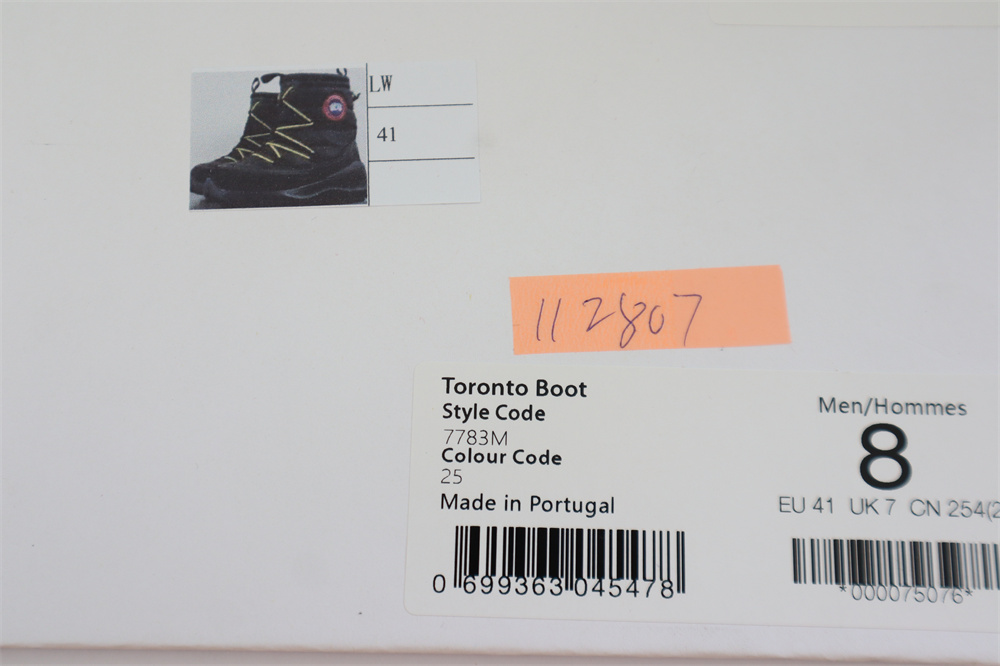 LW
41
112807
Toronto Boot
Style Code
7783M
Colour Code
25
Made in Portugal
0 699363 045478
Men/Hommes
8
EU 41 UK 7 CN 254(2
*000075076*